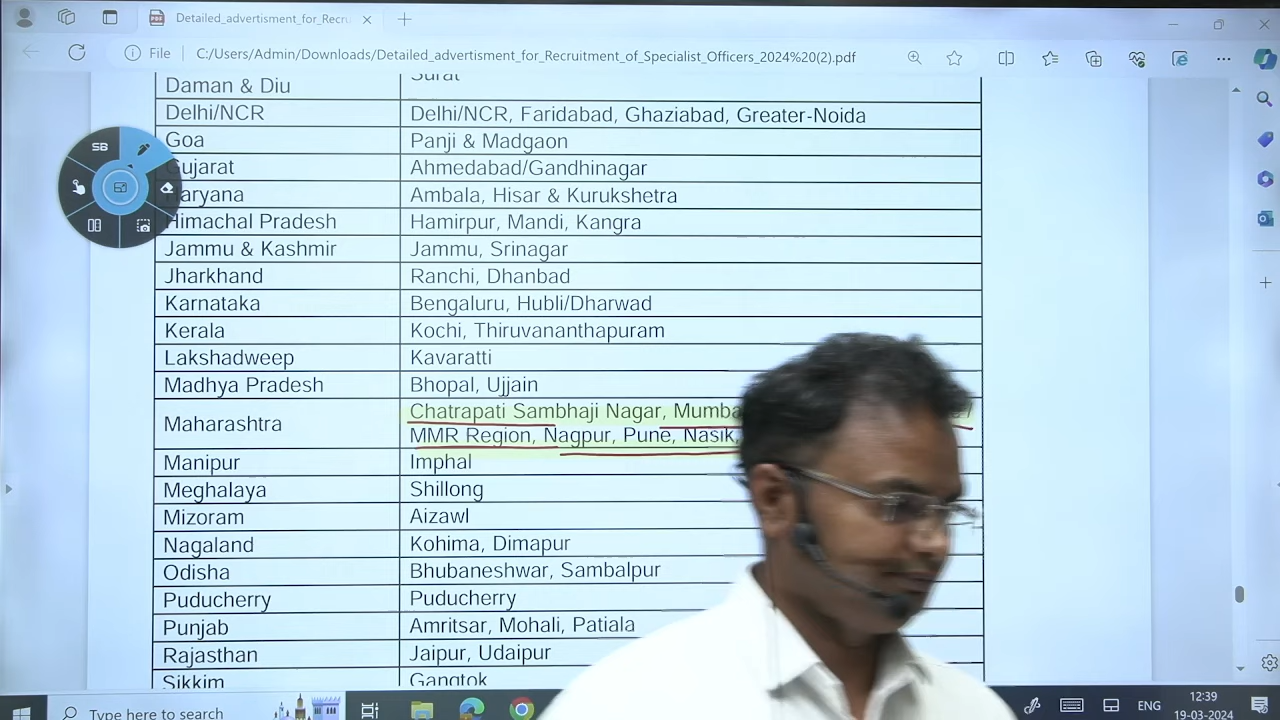 Detailed_advertisment_for_Recru
File C:/Users/Admin/Downloads/Detailed_advertisment_for_Recruitment_of_Specialist_Officers_2024%20(2).pdf
Daman & Diu Surat
Delhi/NCR Delhi/NCR, Faridabad, Ghaziabad, Greater-Noida
Goa Panji & Madgaon
Gujarat Ahmedabad/Gandhinagar
Haryana Ambala, Hisar & Kurukshetra
Himachal Pradesh Hamirpur, Mandi, Kangra
Jammu & Kashmir Jammu, Srinagar
Jharkhand Ranchi, Dhanbad
Karnataka Bengaluru, Hubli/Dharwad
Kerala Kochi, Thiruvananthapuram
Lakshadweep Kavaratti
Madhya Pradesh Bhopal, Ujjain
Maharashtra Chatrapati Sambhaji Nagar, Mumba
MMR Region, Nagpur, Pune, Nasik,
Manipur Imphal
Meghalaya Shillong
Mizoram Aizawl
Nagaland Kohima, Dimapur
Odisha Bhubaneshwar, Sambalpur
Puducherry Puducherry
Punjab Amritsar, Mohali, Patiala
Rajasthan Jaipur, Udaipur
Sikkim Gangtok
SB
Type here to search
ENG
12:39
19-03-2024